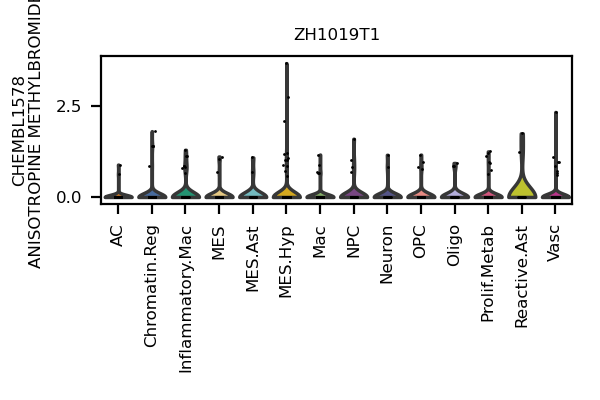 ZH1019T1
CHEMBL1578
ANISOTROPINE METHYLBROMIDE
2.5
0.0
AC
Chromatin.Reg
Inflammatory.Mac
MES
MES.Ast
MES.Hyp
Mac
NPC
Neuron
OPC
Oligo
Prolif.Metab
Reactive.Ast
Vasc